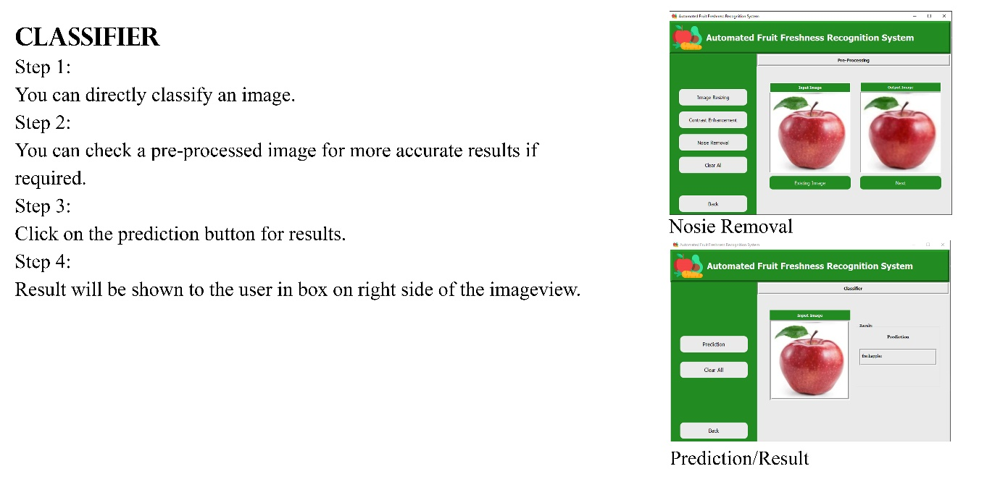 CLASSIFIER
Step 1:
You can directly classify an image.
Step 2:
You can check a pre-processed image for more accurate results if
required.
Step 3:
Click on the prediction button for results.
Step 4:
Result will be shown to the user in box on right side of the imageview.
Automated Fruit Freshness Recognition System
Automated Fruit Freshness Recognition System
Pre-Processing
Image Resizing
Contrast Enhancement
Noise Removal
Clear All
Back
Input Image
Output Image
Existing Image
Next
Nosie Removal
Automated Fruit Freshness Recognition System
Automated Fruit Freshness Recognition System
Classifier
Prediction
Clear All
Back
Input Image
Results
Prediction
freshapples
Prediction/Result